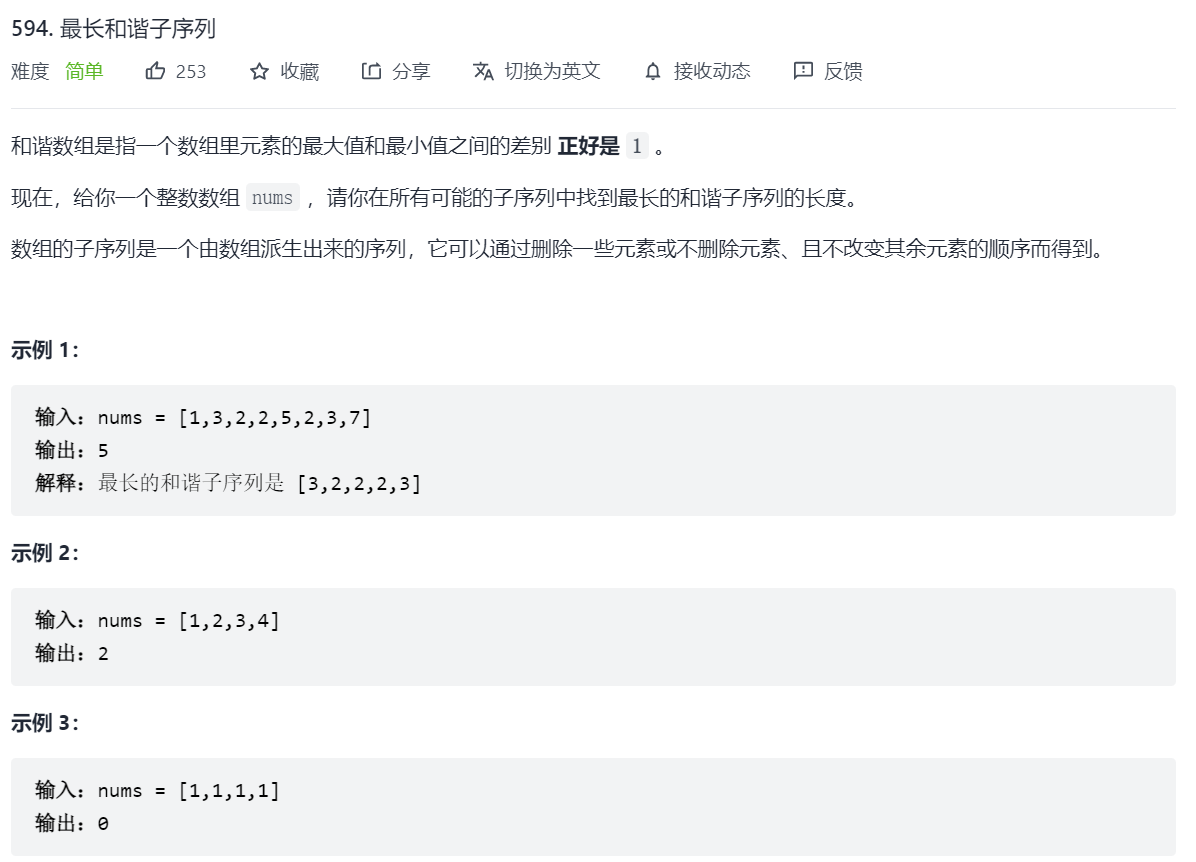 594. 最长和谐子序列
难度 简单 253 收藏 分享 切换为英文 接收动态 反馈
和谐数组是指一个数组里元素的最大值和最小值之间的差别 正好是 1 。
现在，给你一个整数数组 nums ，请你在所有可能的子序列中找到最长的和谐子序列的长度。
数组的子序列是一个由数组派生出来的序列，它可以通过删除一些元素或不删除元素、且不改变其余元素的顺序而得到。
示例 1：
输入：nums = [1,3,2,2,5,2,3,7]
输出：5
解释：最长的和谐子序列是 [3,2,2,2,3]
示例 2：
输入：nums = [1,2,3,4]
输出：2
示例 3：
输入：nums = [1,1,1,1]
输出：0